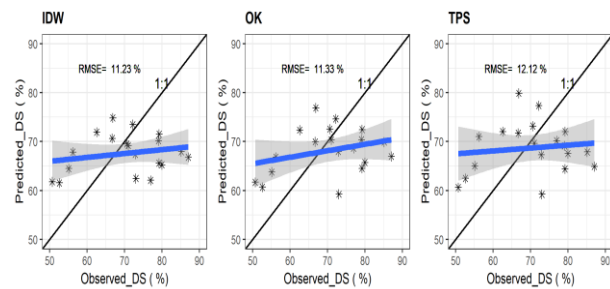 IDW OK TPS
RMSE= 11.23 % RMSE= 11.33 % RMSE= 12.12 %
1:1 1:1 1:1
Predicted_DS ( %) Predicted_DS ( %) Predicted_DS ( %)
90 90 90
80 80 80
70 70 70
60 60 60
50 50 50
50 60 70 80 90 50 60 70 80 90 50 60 70 80 90
Observed_DS ( %) Observed_DS ( %) Observed_DS ( %)